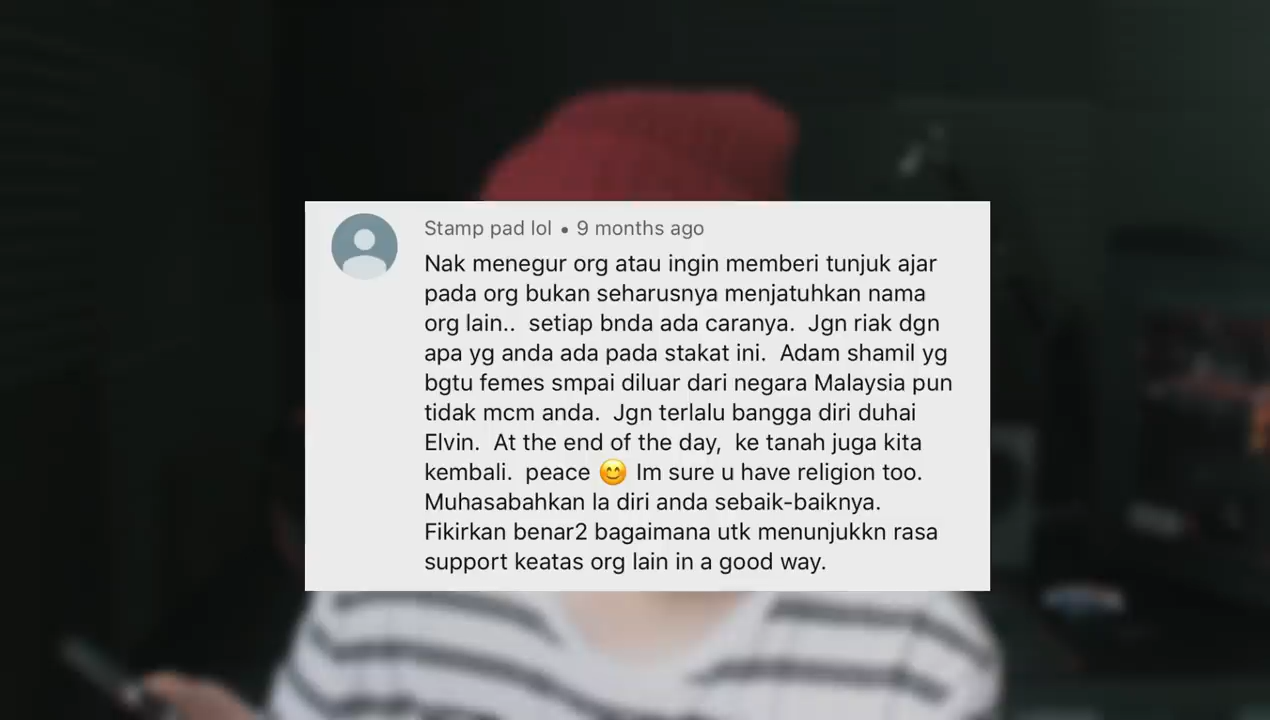 Stamp pad lol • 9 months ago
Nak menegur org atau ingin memberi tunjuk ajar
pada org bukan seharusnya menjatuhkan nama
org lain..  setiap bnda ada caranya.  Jgn riak dgn
apa yg anda ada pada stakat ini.  Adam shamil yg
bgtu femes smpai diluar dari negara Malaysia pun
tidak mcm anda.  Jgn terlalu bangga diri duhai
Elvin.  At the end of the day,  ke tanah juga kita
kembali.  peace 😊 Im sure u have religion too.
Muhasabahkan la diri anda sebaik-baiknya.
Fikirkan benar2 bagaimana utk menunjukkn rasa
support keatas org lain in a good way.